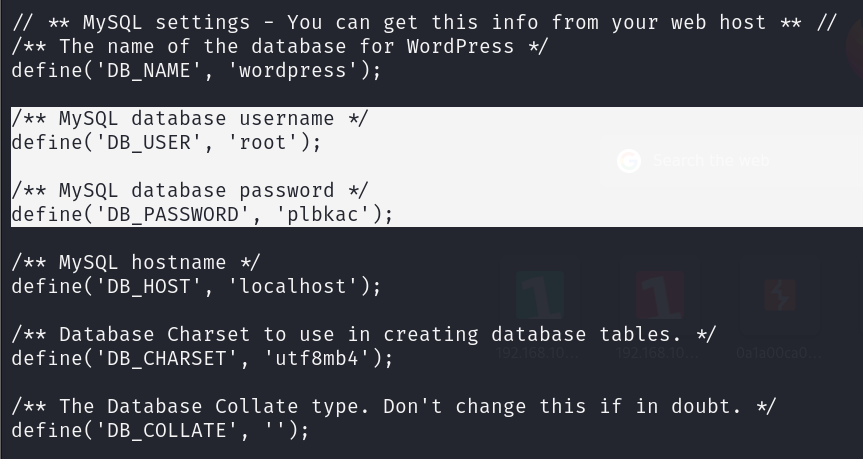 // ** MySQL settings - You can get this info from your web host ** //
/** The name of the database for WordPress */
define('DB_NAME', 'wordpress');
/** MySQL database username */
define('DB_USER', 'root');
/** MySQL database password */
define('DB_PASSWORD', 'plbkac');
/** MySQL hostname */
define('DB_HOST', 'localhost');
/** Database Charset to use in creating database tables. */
define('DB_CHARSET', 'utf8mb4');
/** The Database Collate type. Don't change this if in doubt. */
define('DB_COLLATE', '');
Search the web
192.168.10... 192.168.10... 0a1a00ca0...